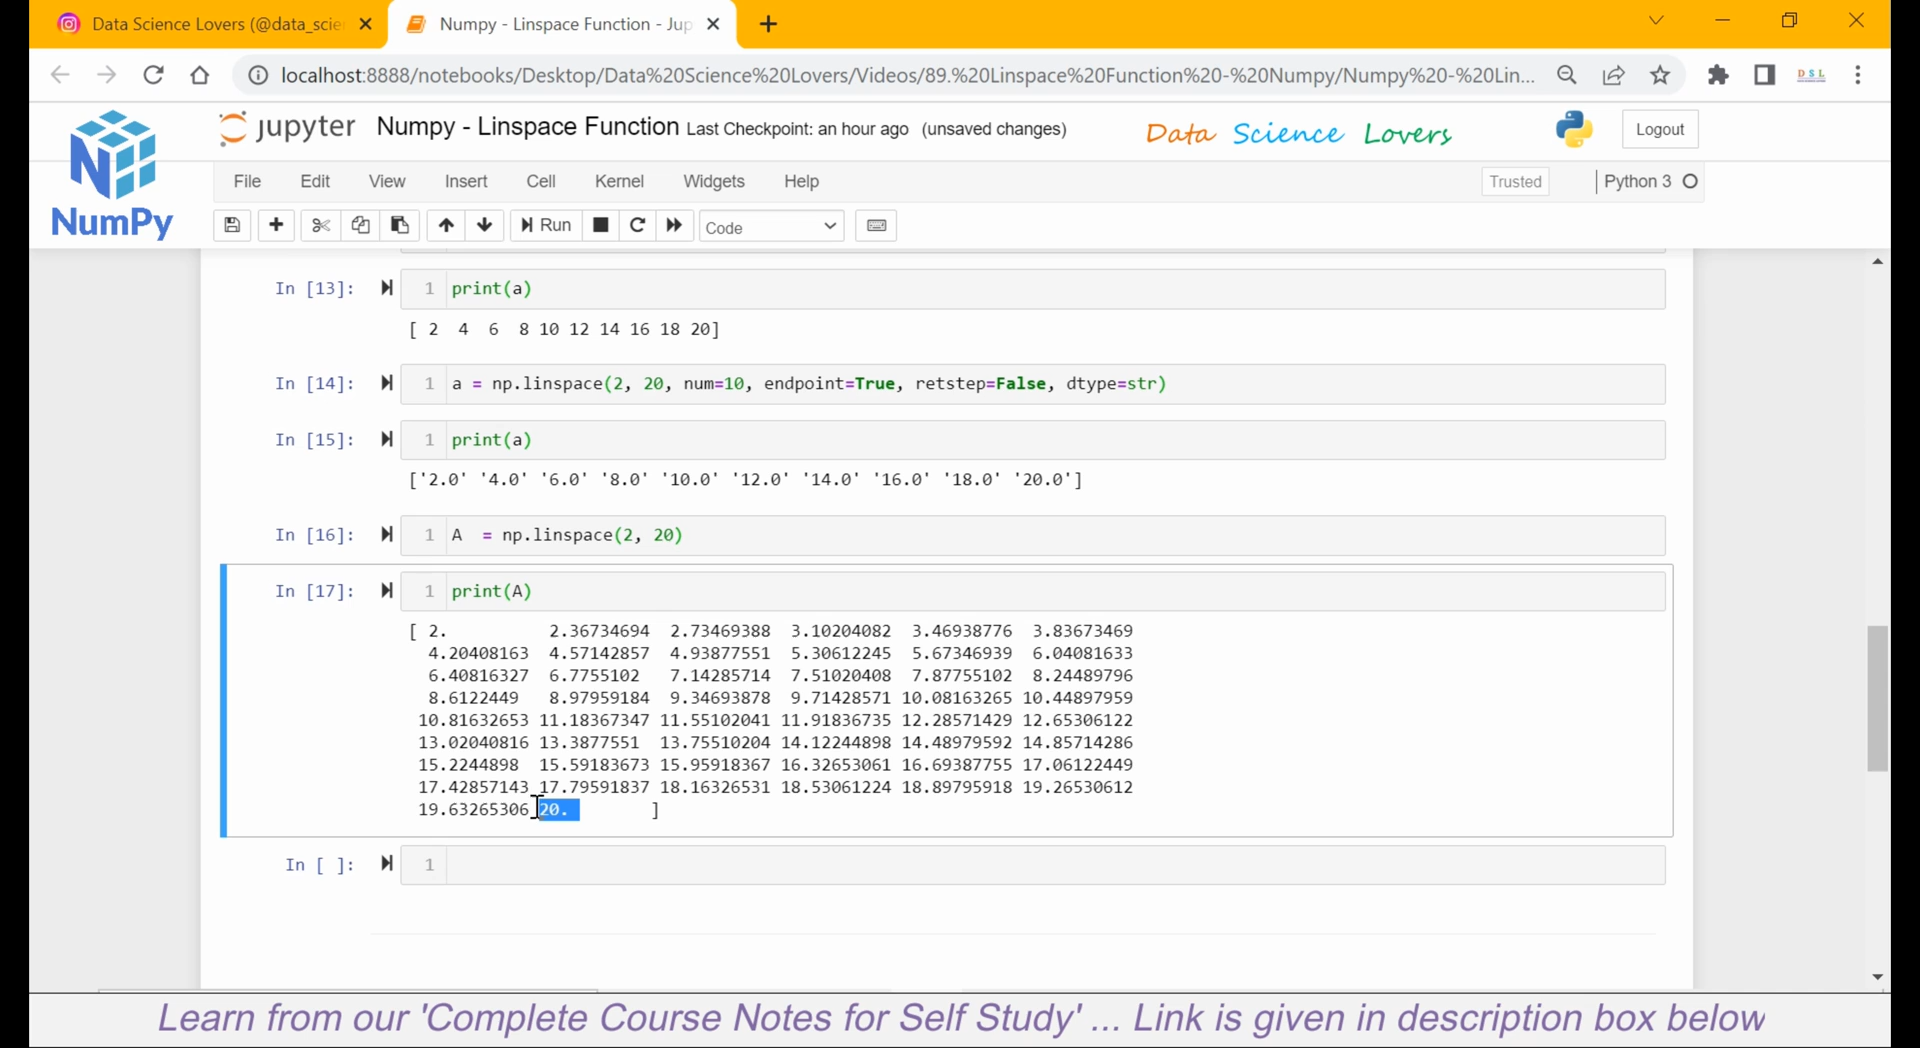 Data Science Lovers (@data_scie
Numpy - Linspace Function - Jup
localhost:8888/notebooks/Desktop/Data%20Science%20Lovers/Videos/89.%20Linspace%20Function%20-%20Numpy/Numpy%20-%20Lin...
DSL
NumPy
jupyter Numpy - Linspace Function Last Checkpoint: an hour ago (unsaved changes)
Data Science Lovers
Logout
File Edit View Insert Cell Kernel Widgets Help
Trusted
Python 3
Run
Code
In [13]: 1 print(a)
[ 2 4 6 8 10 12 14 16 18 20]
In [14]: 1 a = np.linspace(2, 20, num=10, endpoint=True, retstep=False, dtype=str)
In [15]: 1 print(a)
['2.0' '4.0' '6.0' '8.0' '10.0' '12.0' '14.0' '16.0' '18.0' '20.0']
In [16]: 1 A = np.linspace(2, 20)
In [17]: 1 print(A)
[ 2. 2.36734694 2.73469388 3.10204082 3.46938776 3.83673469
4.20408163 4.57142857 4.93877551 5.30612245 5.67346939 6.04081633
6.40816327 6.7755102 7.14285714 7.51020408 7.87755102 8.24489796
8.6122449 8.97959184 9.34693878 9.71428571 10.08163265 10.44897959
10.81632653 11.18367347 11.55102041 11.91836735 12.28571429 12.65306122
13.02040816 13.3877551 13.75510204 14.12244898 14.48979592 14.85714286
15.2244898 15.59183673 15.95918367 16.32653061 16.69387755 17.06122449
17.42857143 17.79591837 18.16326531 18.53061224 18.89795918 19.26530612
19.63265306 20. ]
In [ ]: 1
Learn from our 'Complete Course Notes for Self Study' ... Link is given in description box below